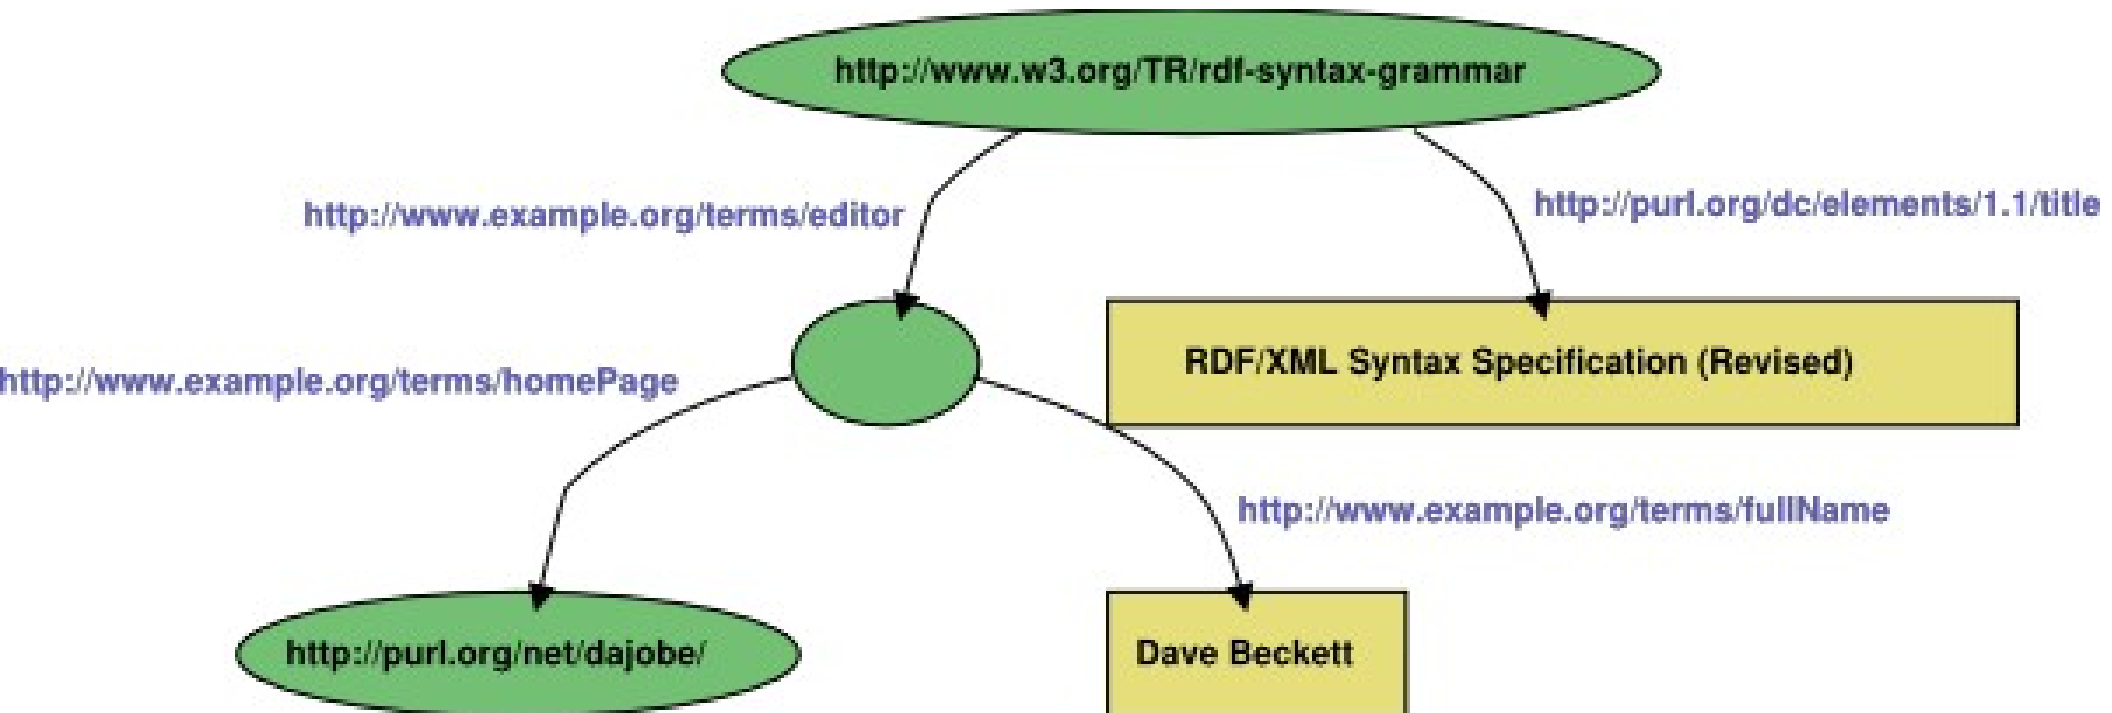 http://www.w3.org/TR/rdf-syntax-grammar
http://www.example.org/terms/editor
http://purl.org/dc/elements/1.1/title
RDF/XML Syntax Specification (Revised)
http://www.example.org/terms/homePage
http://www.example.org/terms/fullName
http://purl.org/net/dajobe/
Dave Beckett